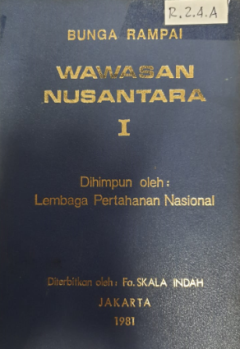 R.2.4.A
BUNGA RAMPAI
WAWASAN
NUSANTARA
I
Dihimpun oleh:
Lembaga Pertahanan Nasional
Diterbitkan oleh: Fa. SKALA INDAH
JAKARTA
1981